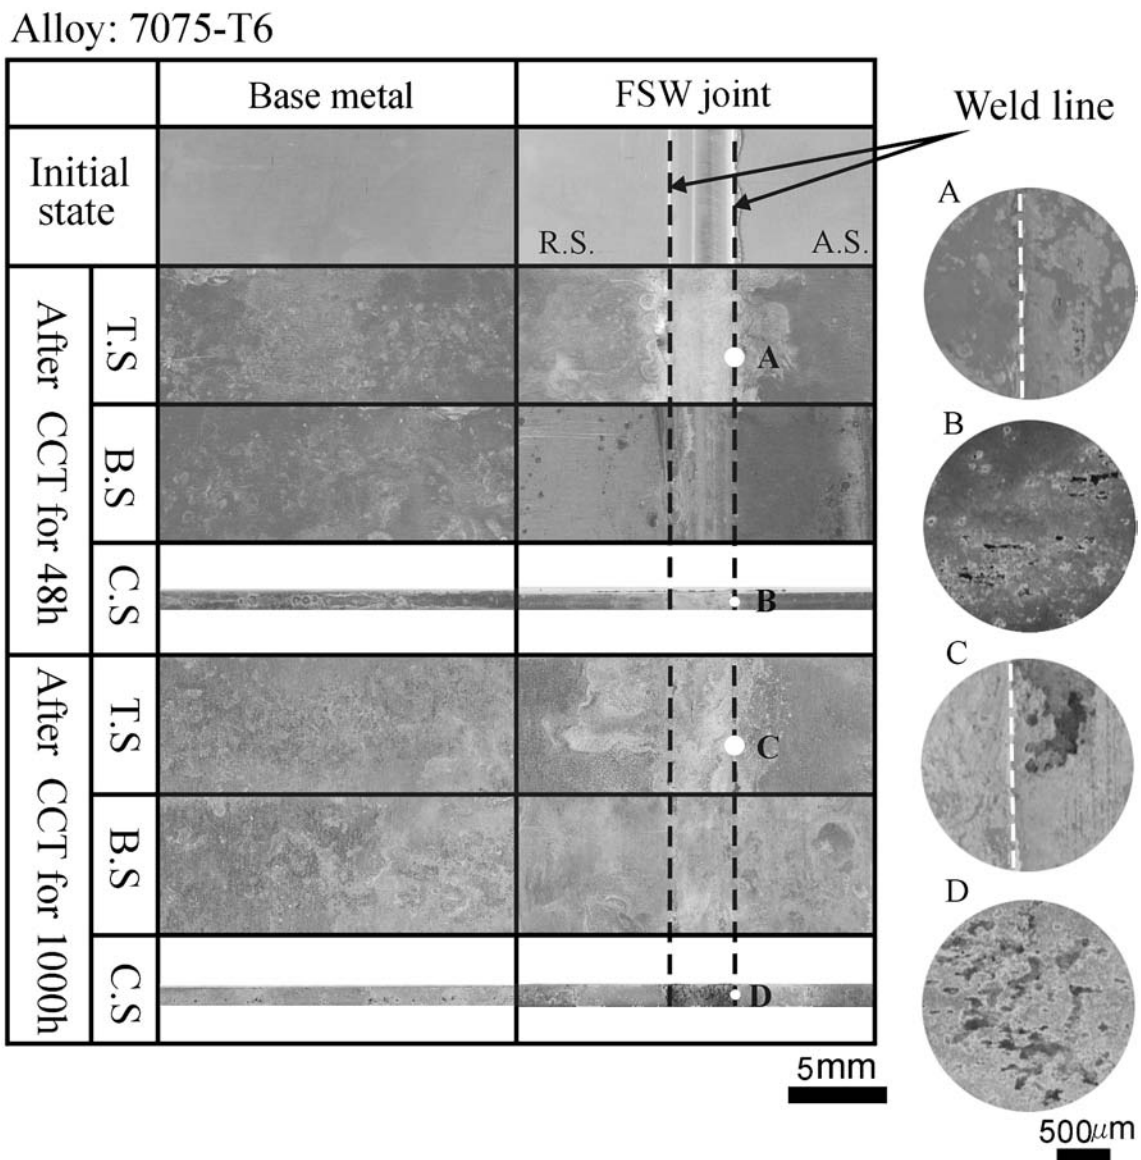 Alloy: 7075-T6
Base metal
FSW joint
Weld line
Initial
state
R.S.
A.S.
A
After CCT for 48h
T.S
A
B.S
B
C.S
B
After CCT for 1000h
T.S
C
C
B.S
D
C.S
D
5mm
500μm